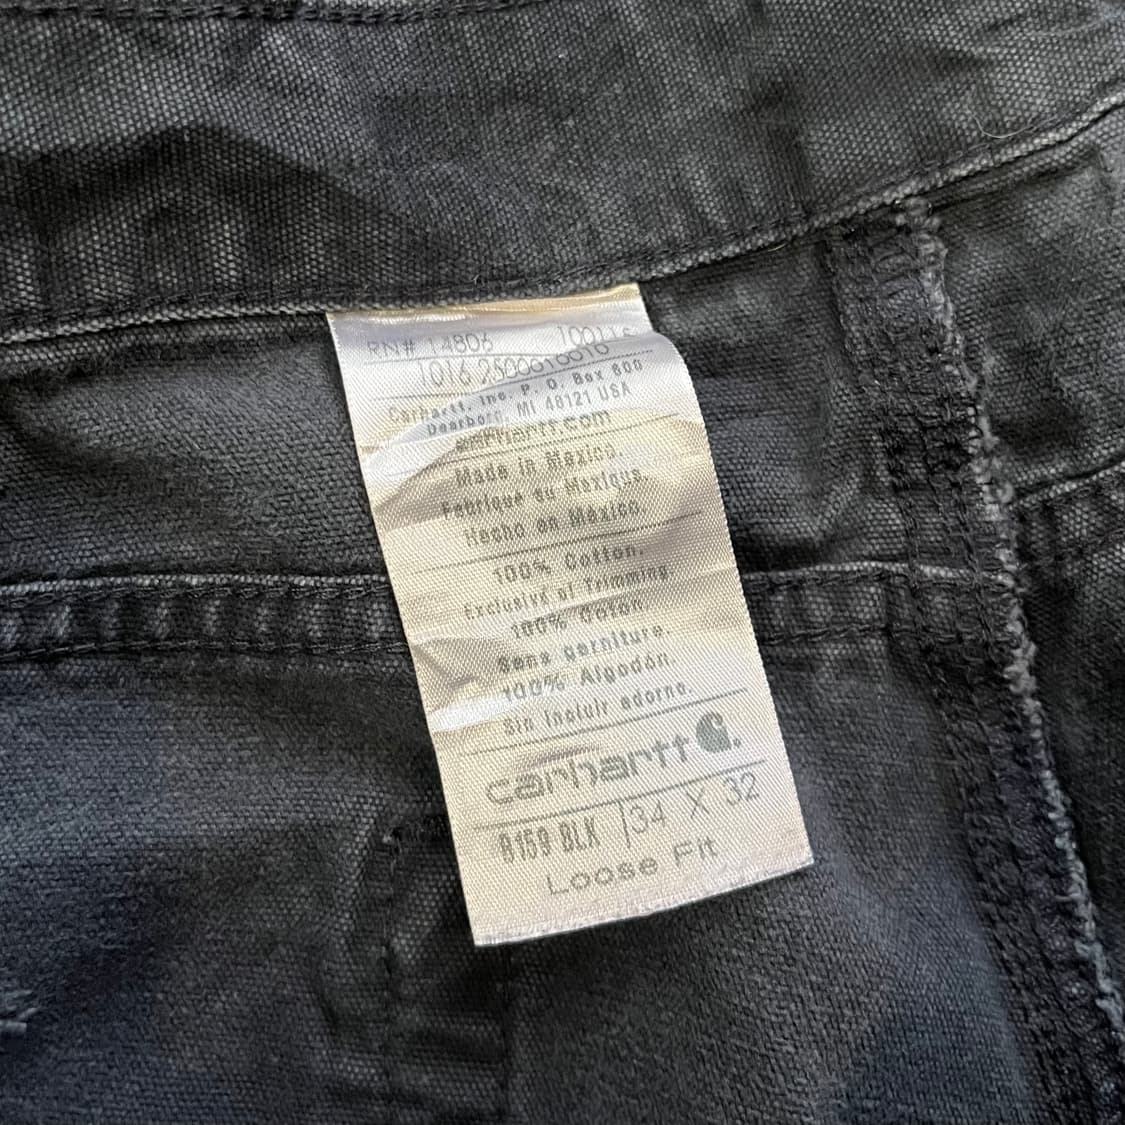 RN# 14806
1016
Carhartt, Inc. P. O. Box 600
Dearborn, MI 48121 USA
carhartt.com
Made in Mexico.
Fabriqué au Mexique.
Hecho en México.
100% Cotton.
Exclusive of Trimming
100% Coton.
Sans garniture.
100% Algodón.
Sin incluir adorno.
carhartt
B159 BLK 34 X 32
Loose Fit